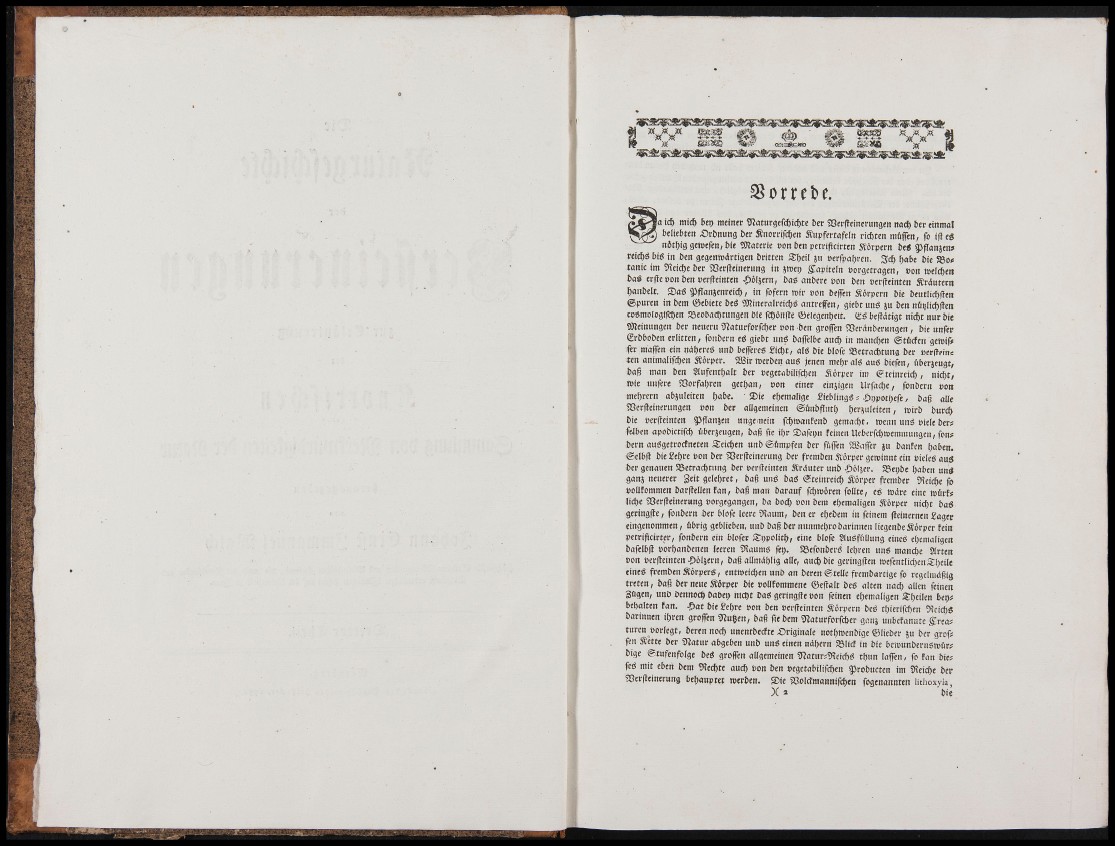 Vorrede.
Da ich mich bey meiner Naturgeschichte der Versteinerungen nach der einmal
beliebten Ordnung der Knorrischen Kupfertafeln richten müssen, so ist es
nöthig gewesen, die Materie von den petrificirten Körpern des Pflanzen-
reichs bis in den gegenwärtigen dritten Theil zu versparen. Ich habe die Bo-
tanic im Reiche der Versteinerung in zwey Capiteln vorgetragen, von welchen
das erste von den versteinten Hölzern, das andere von den versteinten Kräutern
handelt. Das Pflanzenreich, in sofern wir von dessen Körpern die deutlichsten
Spuren in dem Gebiete des Mineralreichs antreffen, giebt uns zu den nüzlichsten
cosmologischen Beobachtungen die schönste Gelegenheit. Es bestätigt nicht nur die
Meinungen der neuern Naturforscher von den grossen Veränderungen, die unser
Erdboden erlitten, sondern es giebt uns dasselbe auch in manchen Stücken gewis-
ser massen ein näheres und besseres Licht, als die blose Betrachtung der verstein-
ten animalischen Körper. Wir werden aus jenen mehr als aus diesen, überzeugt,
daß man den Aufenthalt der vegetabilischen Körper im Steinreich, nicht,
wie unsere Vorfahren gethan, von einer einzigen Ursache, sondern von
mehrern abzuleiten habe. Die ehemalige Lieblings-Hypothese, daß alle
Versteinerungen von der allgemeinen Sündfluth herzuleiten, wird durch
die versteinten Pflanzen ungemein schwankend gemacht, wenn uns viele der-
selben apodictisch überzeugen, daß sie ihr Daseyn keinen Ueberschwemmungen, son-
dern ausgetrockneten Teichen und Sümpfen der süssen Wasser zu danken haben.
Selbst die Lehre von der Versteinerung der fremden Körper gewinnt ein vieles aus
der genauen Betrachtung der versteinten Kräuter und Hölzer. Beyde haben uns
ganz neuerer Zeit gelehret, daß uns das Steinreich Körper fremder Reiche so
vollkommen darstellen kan, daß man darauf schwören sollte, es wäre eine würk-
liche Versteinerung vorgegangen, da doch von dem ehemaligen Körper nicht das
geringste, sondern der blose leere Raum, den er ehedem in seinem steinernen Lager
eingenommen, übrig geblieben, und daß der nunmehro darinnen liegende Körper kein
petrificirter, sondern ein bloser Typolith, eine blose Ausfüllung eines ehemaligen
daselbst vorhandenen leeren Raums sey. Besonders lehren uns manche Arten
von versteinten Hölzern, daß allmählig alle, auch die geringsten wesentlichen Theile
eines fremden Körpers, entweichen und an deren Stelle fremdartige so regelmäßig
treten, daß der neue Körper die vollkommene Gestalt des alten nach allen seinen
Zügen, und dennoch dabey nicht das geringste von seinen ehemaligen Theilen bey-
behalten kan. Hat die Lehre von den versteinten Körpern des thierischen Reichs
darinnen ihren grossen Nutzen, daß sie dem Naturforscher ganz unbekannte Crea-
turen vorlegt, deren noch unentdeckte Originale nothwendige Glieder zu der gros-
sen Kette der Natur abgeben und uns einen nähern Blick in die bewundernswür-
dige Stufenfolge des grossen allgemeinen Natur-Reichs thun lassen, so kan die-
ses mit eben dem Rechte auch von den vegetabilischen Producten im Reiche der
Versteinerung behauptet werden. Die Volckmannischen sogenannten lithoxyla,
)( 2 die